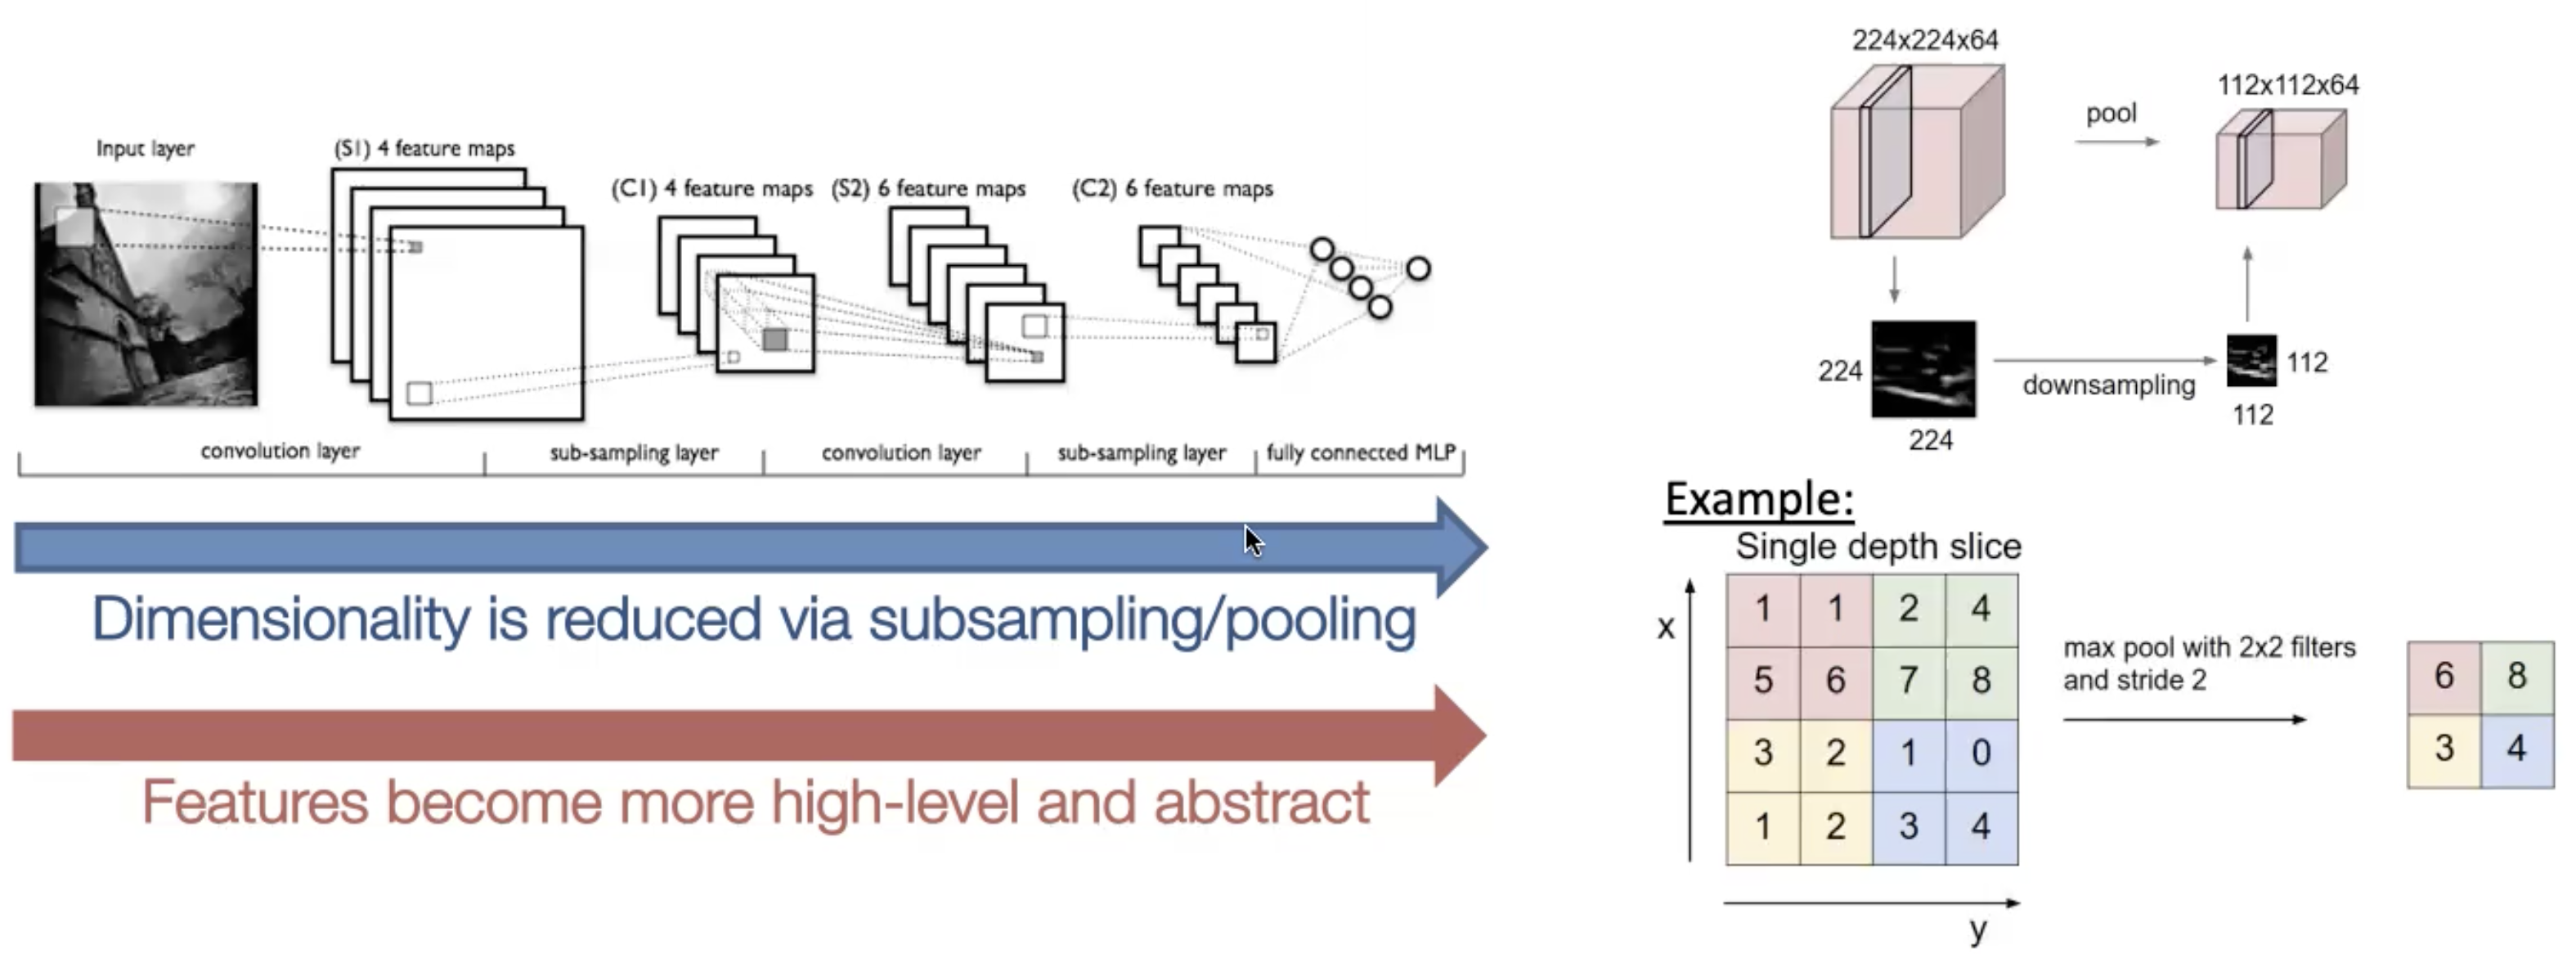 Input layer
(S1) 4 feature maps
(C1) 4 feature maps
(S2) 6 feature maps
(C2) 6 feature maps
convolution layer
sub-sampling layer
convolution layer
sub-sampling layer
fully connected MLP
Dimensionality is reduced via subsampling/pooling
Features become more high-level and abstract
224x224x64
pool
112x112x64
224
224
downsampling
112
112
Example:
Single depth slice
x
1 1 2 4
5 6 7 8
3 2 1 0
1 2 3 4
y
max pool with 2x2 filters
and stride 2
6 8
3 4